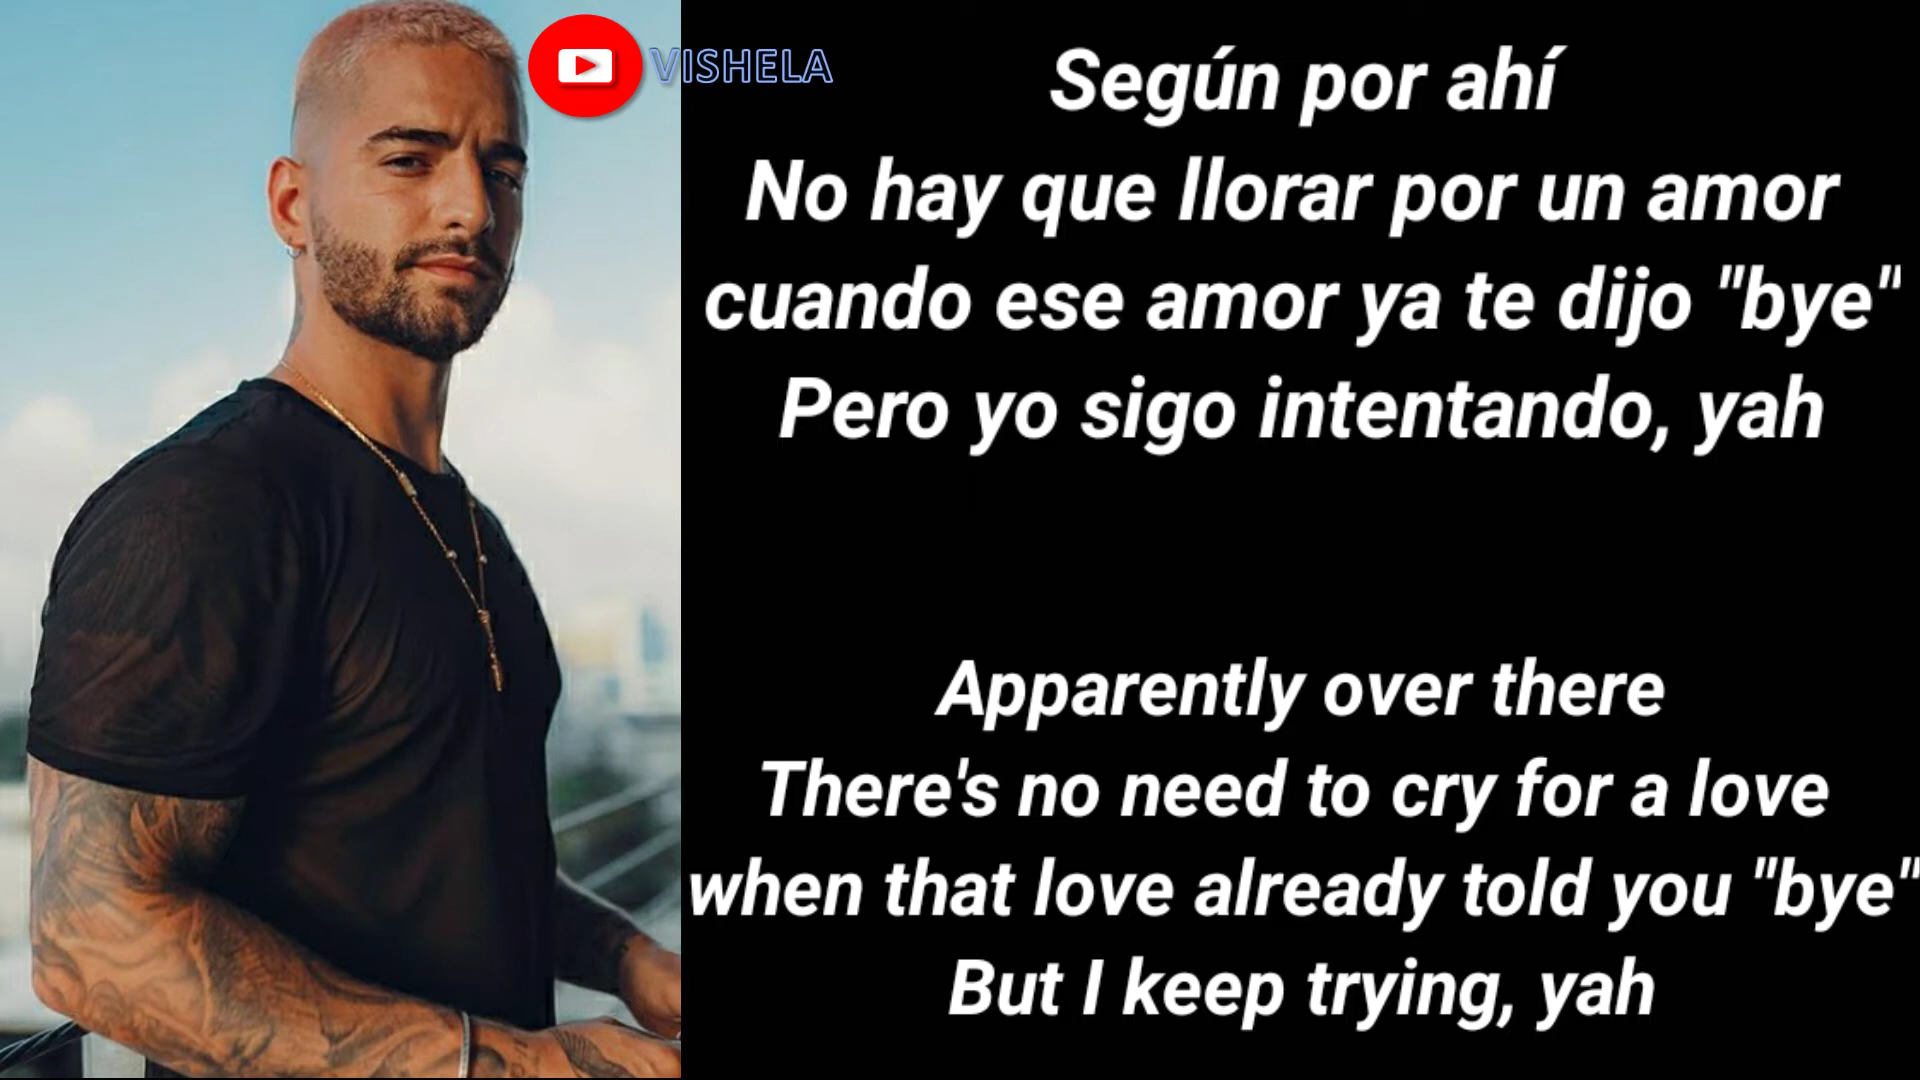 VISHELA
Según por ahí
No hay que llorar por un amor
cuando ese amor ya te dijo "bye"
Pero yo sigo intentando, yah
Apparently over there
There's no need to cry for a love
when that love already told you "bye"
But I keep trying, yah